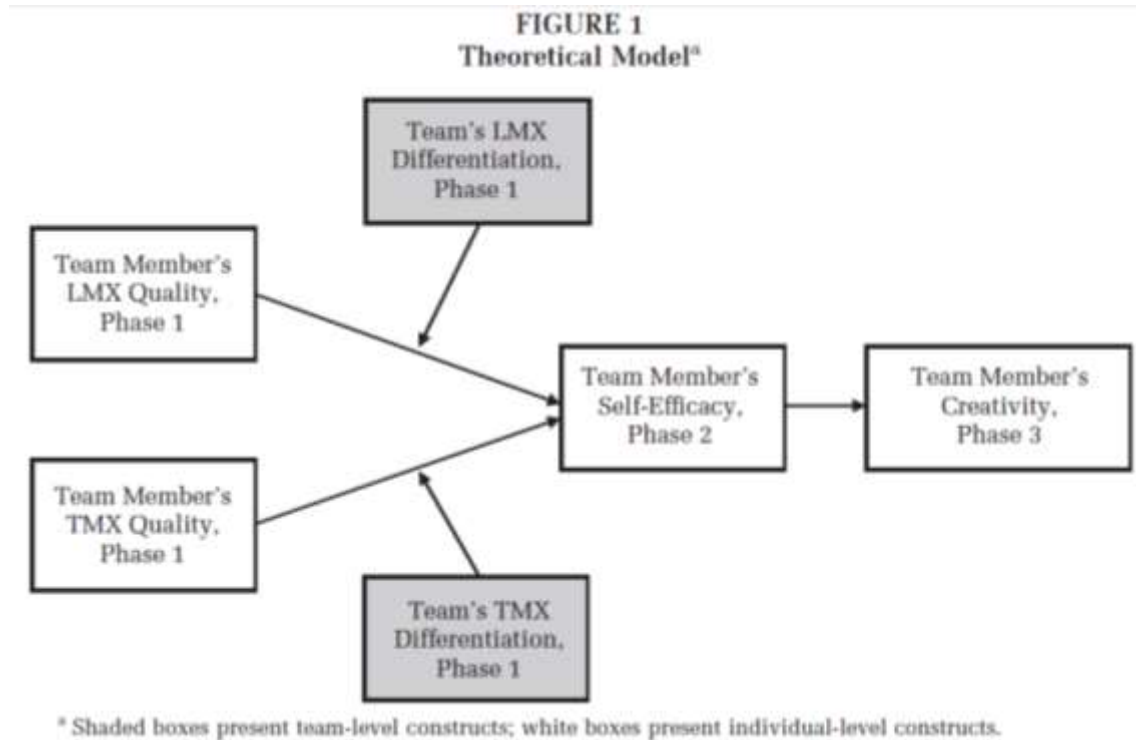 FIGURE 1
Theoretical Modelª
Team's LMX
Differentiation,
Phase 1
Team Member's
LMX Quality,
Phase 1
Team Member's
Self-Efficacy,
Phase 2
Team Member's
Creativity,
Phase 3
Team Member's
TMX Quality,
Phase 1
Team's TMX
Differentiation,
Phase 1
ª Shaded boxes present team-level constructs; white boxes present individual-level constructs.